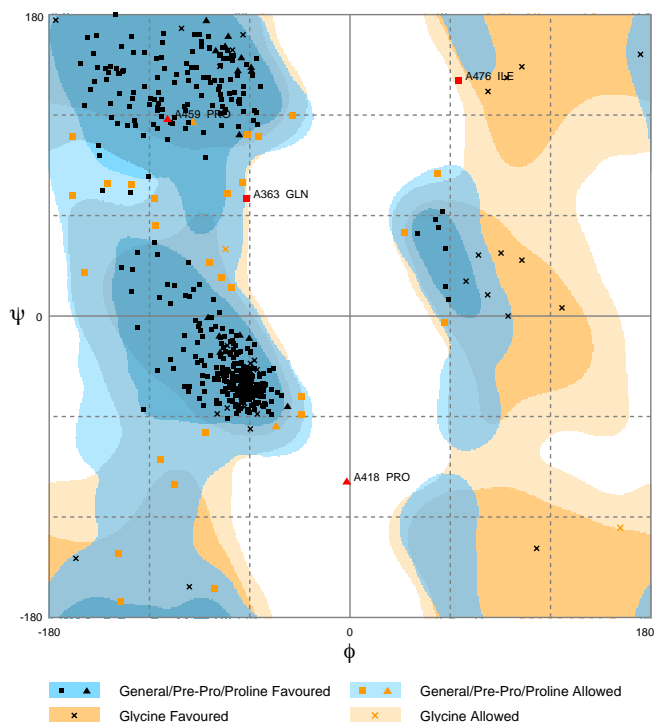 180
A476 ILE
A459 PRO
A363 GLN
ψ
0
A418 PRO
-180
-180
0
180
ϕ
General/Pre-Pro/Proline Favoured
General/Pre-Pro/Proline Allowed
Glycine Favoured
Glycine Allowed